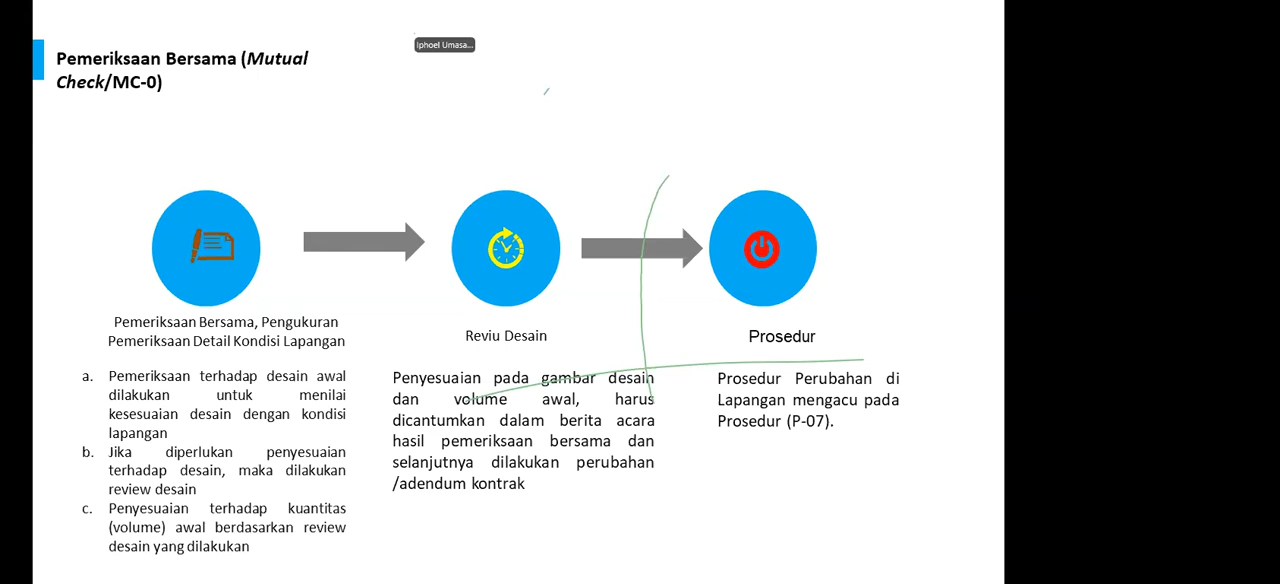 Iphoel Umasa...
Pemeriksaan Bersama (Mutual
Check/MC-0)
Pemeriksaan Bersama, Pengukuran
Pemeriksaan Detail Kondisi Lapangan
a. Pemeriksaan terhadap desain awal
dilakukan untuk menilai
kesesuaian desain dengan kondisi
lapangan
b. Jika diperlukan penyesuaian
terhadap desain, maka dilakukan
review desain
c. Penyesuaian terhadap kuantitas
(volume) awal berdasarkan review
desain yang dilakukan
Reviu Desain
Penyesuaian pada gambar desain
dan volume awal, harus
dicantumkan dalam berita acara
hasil pemeriksaan bersama dan
selanjutnya dilakukan perubahan
/adendum kontrak
Prosedur
Prosedur Perubahan di
Lapangan mengacu pada
Prosedur (P-07).